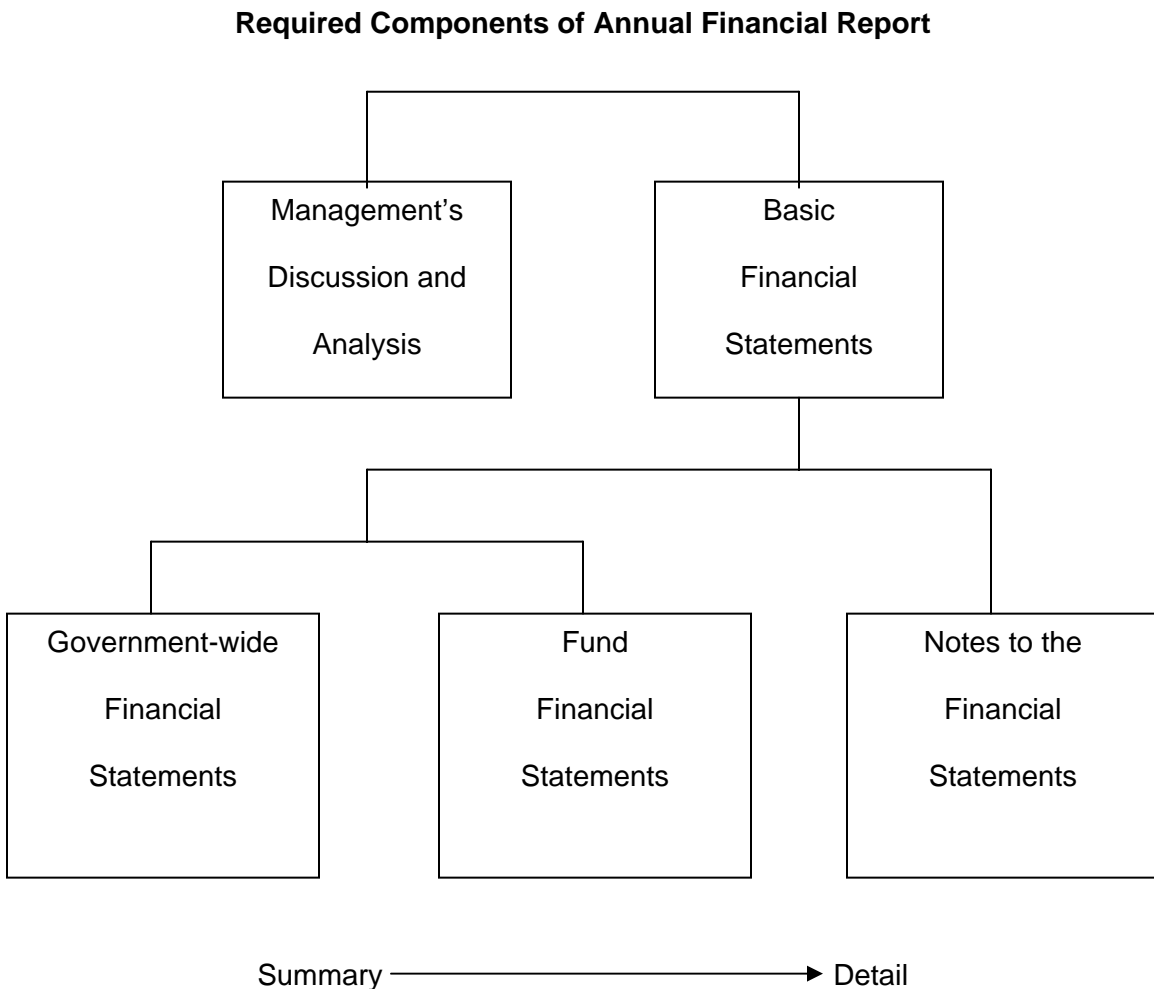 Required Components of Annual Financial Report
Management’s
Discussion and
Analysis
Basic
Financial
Statements
Government-wide
Financial
Statements
Fund
Financial
Statements
Notes to the
Financial
Statements
Summary
Detail